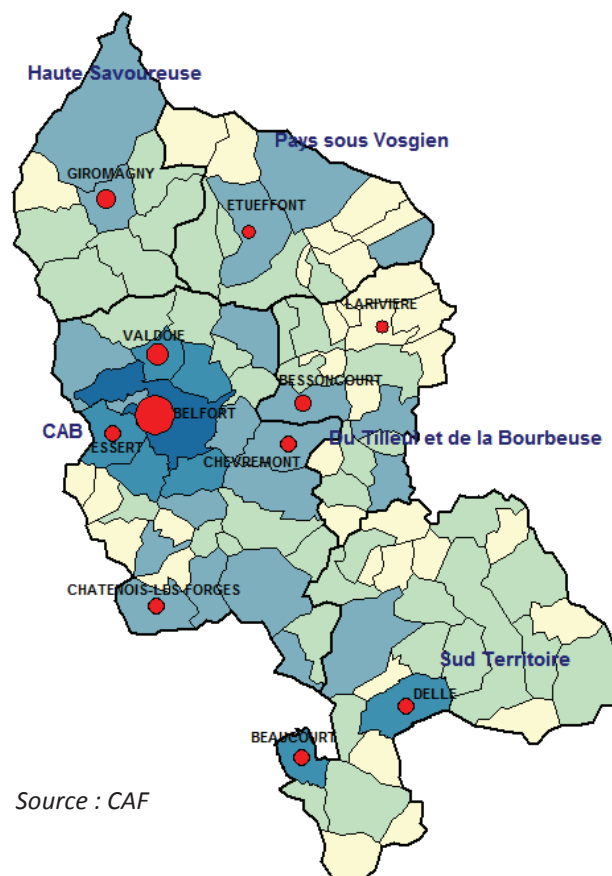 Haute Savoureuse
Pays sous Vosgien
GIROMAGNY
ETUEFFONT
LARIVIERE
VALDOIE
BESSONCOURT
BELFORT
CAB
Du Tilleul et de la Bourbeuse
ESSERT
CHEVREMONT
CHATENOIS-LES-FORGES
Sud Territoire
DELLE
BEAUCOURT
Source : CAF